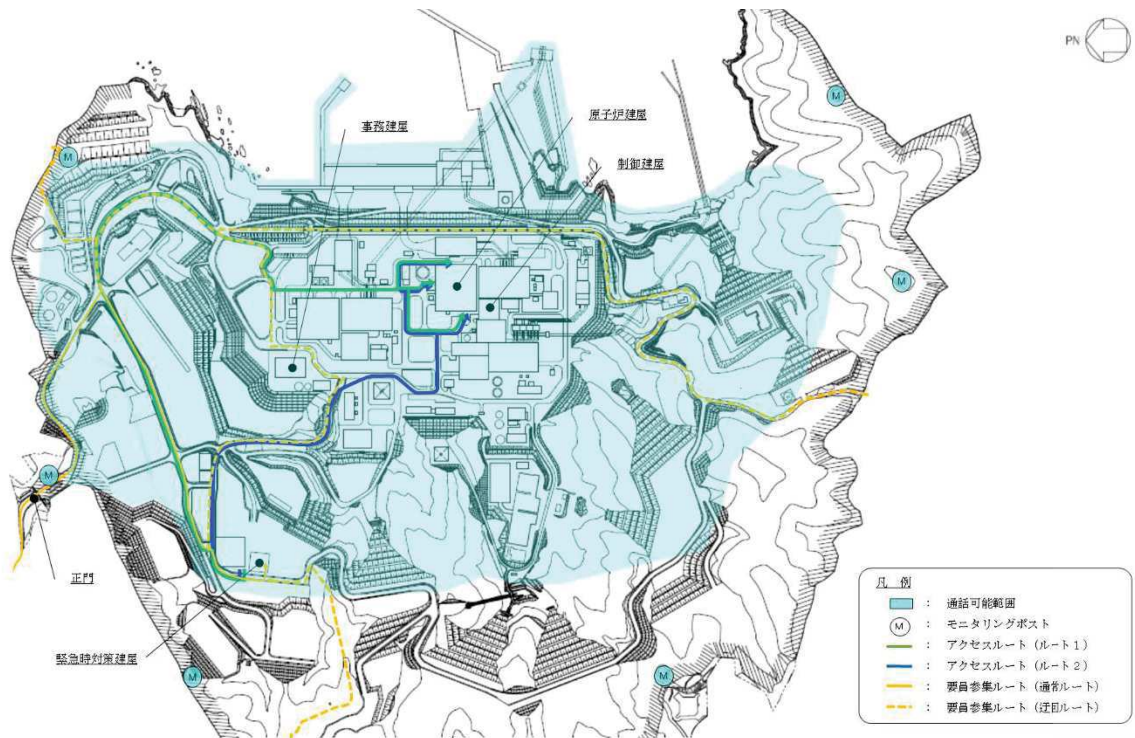 PN
事務建屋
原子炉建屋
制御建屋
M
M
M
M
正門
緊急時対策建屋
M
M
凡 例
： 通話可能範囲
M ： モニタリングポスト
： アクセスルート（ルート１）
： アクセスルート（ルート２）
： 要員参集ルート（通常ルート）
： 要員参集ルート（迂回ルート）